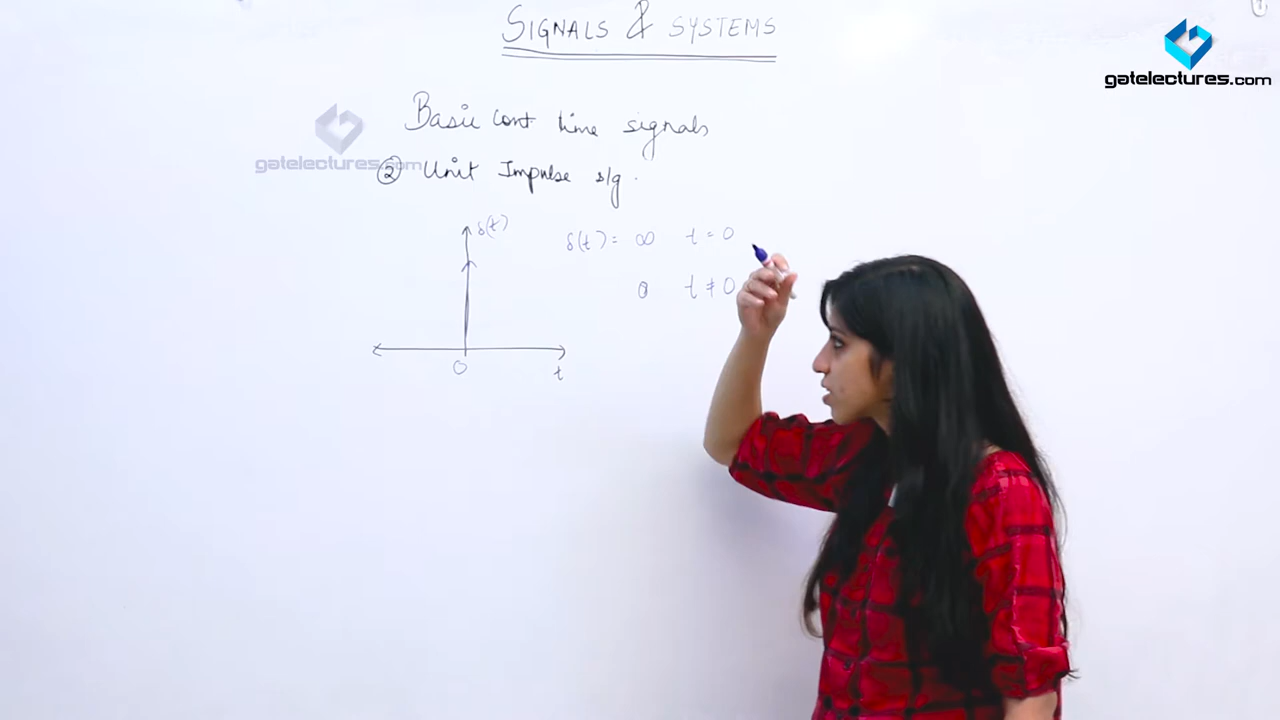 SIGNALS & SYSTEMS
gatelectures.com
Basic cont. time signals
gatelectures.com
② Unit Impulse s/g.
δ(t)
δ(t) = ∞ t = 0
0 t ≠ 0
0 t